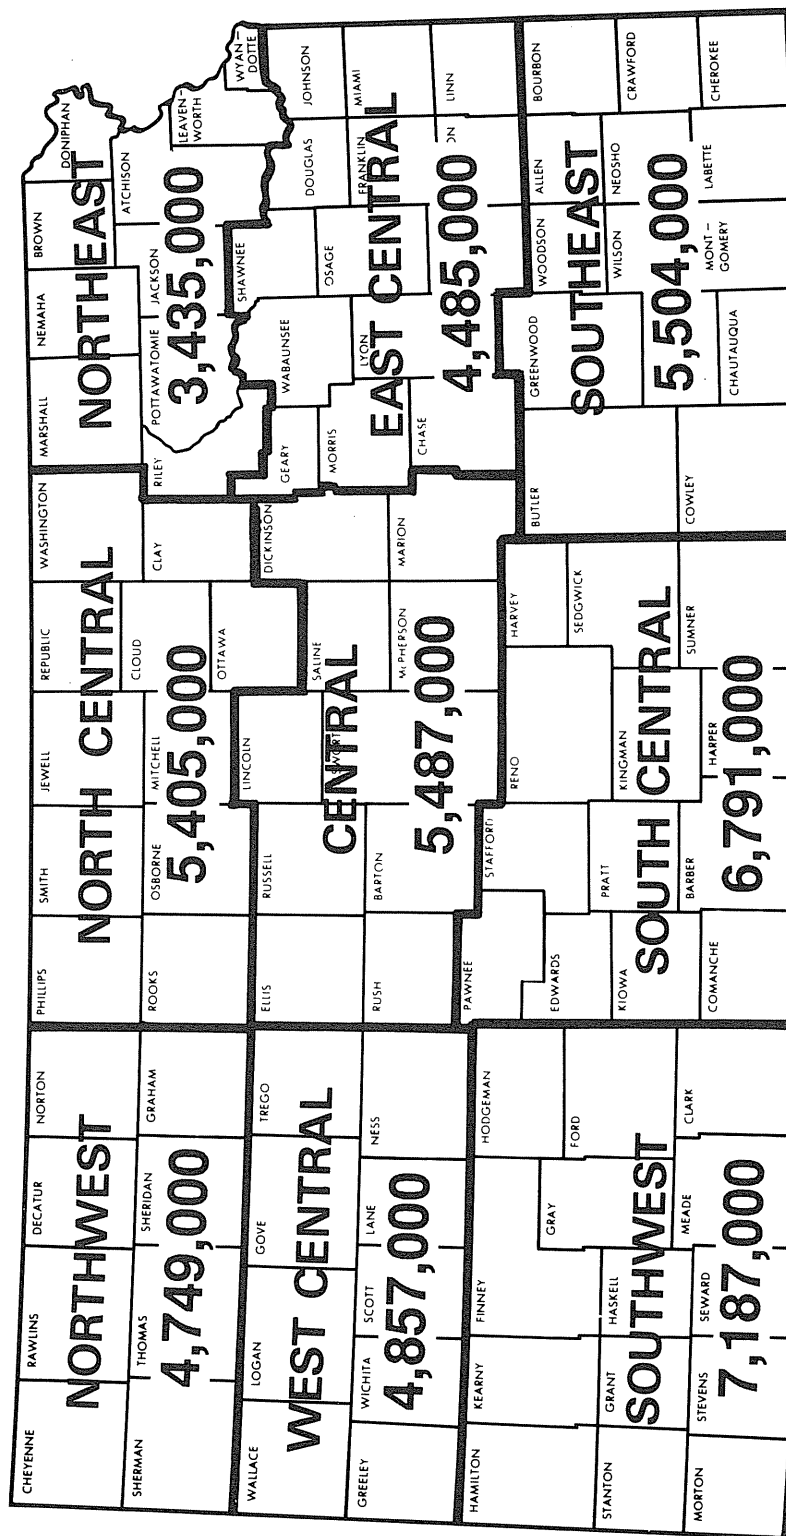 CHEYENNE
RAWLINS
DECATUR
NORTON
NORTHWEST
SHERMAN
THOMAS
SHERIDAN
GRAHAM
4,749,000
PHILLIPS
SMITH
JEWELL
REPUBLIC
WASHINGTON
NORTH CENTRAL
ROOKS
OSBORNE
MITCHELL
CLOUD
CLAY
5,405,000
OTTAWA
MARSHALL
NEMAHA
BROWN
DONIPHAN
NORTHEAST
RILEY
POTTAWATOMIE
JACKSON
ATCHISON
LEAVEN-
WORTH
WYAN-
DOTTE
3,435,000
WALLACE
LOGAN
GOVE
TREGO
WEST CENTRAL
GREELEY
WICHITA
SCOTT
LANE
NESS
4,857,000
ELLIS
RUSSELL
LINCOLN
SALINE
DICKINSON
CENTRAL
RUSH
BARTON
McPHERSON
MARION
5,487,000
GEARY
WABAUNSEE
SHAWNEE
DOUGLAS
JOHNSON
MORRIS
LYON
OSAGE
FRANKLIN
MIAMI
EAST CENTRAL
CHASE
LINN
4,485,000
HAMILTON
KEARNY
FINNEY
HODGEMAN
GRAY
FORD
STANTON
GRANT
HASKELL
SOUTHWEST
MORTON
STEVENS
SEWARD
MEADE
CLARK
7,187,000
PAWNEE
STAFFORD
RENO
HARVEY
EDWARDS
PRATT
KINGMAN
SEDGWICK
KIOWA
SOUTH CENTRAL
COMANCHE
BARBER
HARPER
SUMNER
6,791,000
BUTLER
GREENWOOD
WOODSON
ALLEN
BOURBON
SOUTHEAST
WILSON
NEOSHO
CRAWFORD
5,504,000
COWLEY
CHAUTAUQUA
MONT-
GOMERY
LABETTE
CHEROKEE